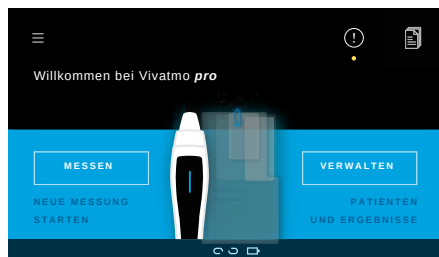 Willkommen bei Vivatmo pro
MESSEN
VERWALTEN
NEUE MESSUNG
STARTEN
PATIENTEN
UND ERGEBNISSE